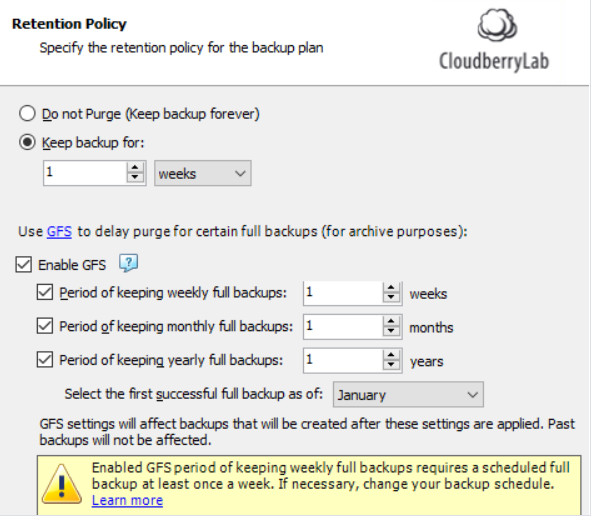 Retention Policy
Specify the retention policy for the backup plan
CloudberryLab
Do not Purge (Keep backup forever)
Keep backup for:
1 weeks
Use GFS to delay purge for certain full backups (for archive purposes):
Enable GFS ?
Period of keeping weekly full backups: 1 weeks
Period of keeping monthly full backups: 1 months
Period of keeping yearly full backups: 1 years
Select the first successful full backup as of: January
GFS settings will affect backups that will be created after these settings are applied. Past
backups will not be affected.
Enabled GFS period of keeping weekly full backups requires a scheduled full
backup at least once a week. If necessary, change your backup schedule.
Learn more